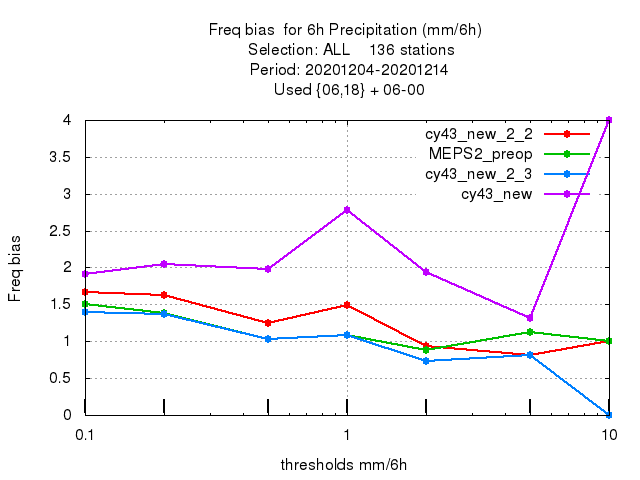 Freq bias  for 6h Precipitation (mm/6h)
Selection: ALL    136 stations
Period: 20201204-20201214
Used {06,18} + 06-00
cy43_new_2_2
MEPS2_preop
cy43_new_2_3
cy43_new
4
3.5
3
2.5
2
1.5
1
0.5
0
Freq bias
0.1 1 10
thresholds mm/6h